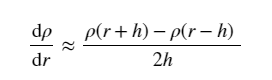 dρ/dr ≈ (ρ(r + h) − ρ(r − h))/2h